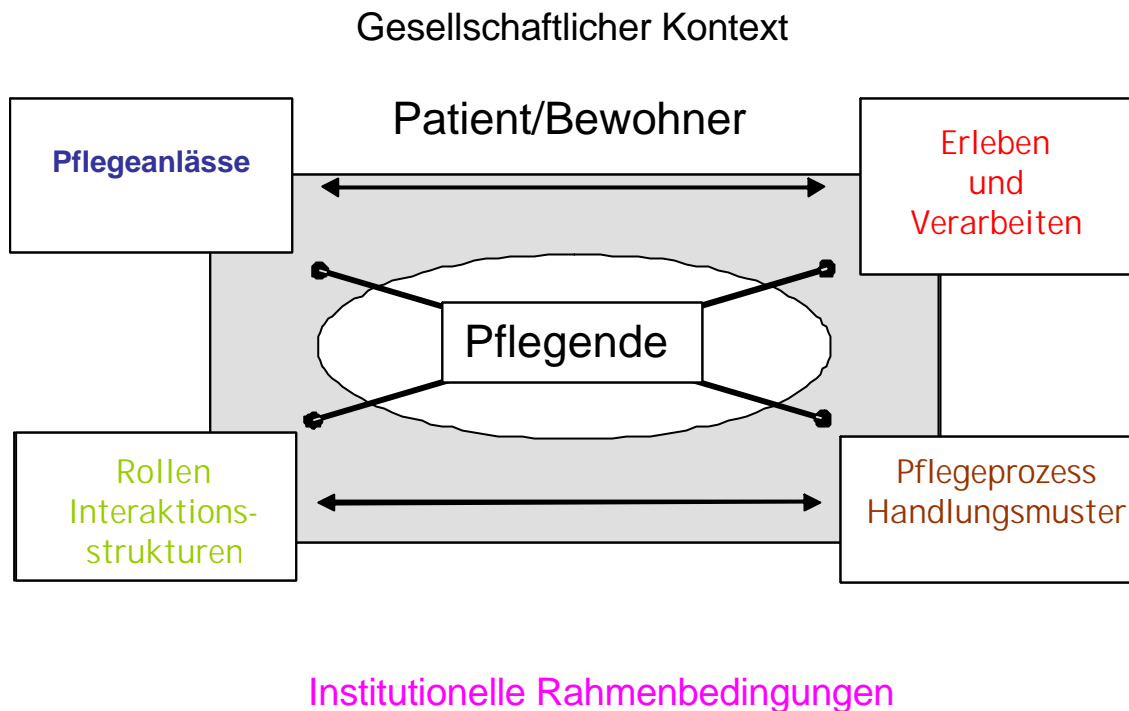 Gesellschaftlicher Kontext
Patient/Bewohner
Pflegeanlässe
Erleben
und
Verarbeiten
Pflegende
Rollen
Interaktions-
strukturen
Pflegeprozess
Handlungsmuster
Institutionelle Rahmenbedingungen